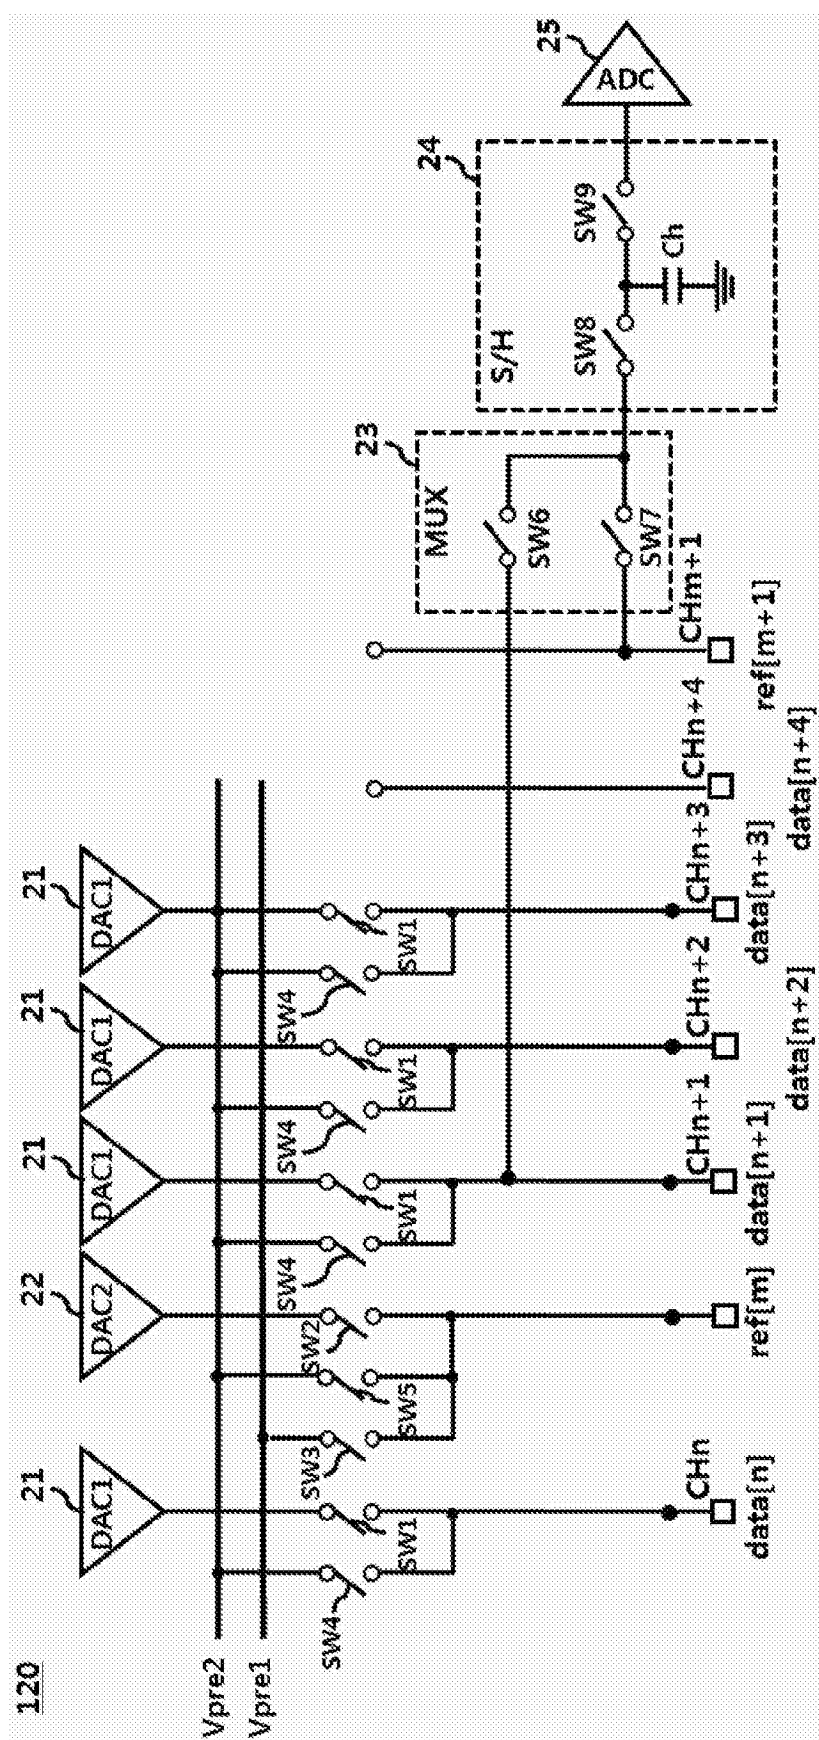 120
Vpre2
Vpre1
21
DAC1
22
DAC2
21
DAC1
21
DAC1
21
DAC1
SW4
SW1
SW3
SW5
SW2
SW4
SW1
SW4
SW1
SW4
SW1
CHn
data[n]
ref[m]
CHn+1
data[n+1]
CHn+2
data[n+2]
CHn+3
data[n+3]
CHn+4
data[n+4]
CHm+1
ref[m+1]
23
MUX
SW6
SW7
24
S/H
SW8
SW9
Ch
25
ADC